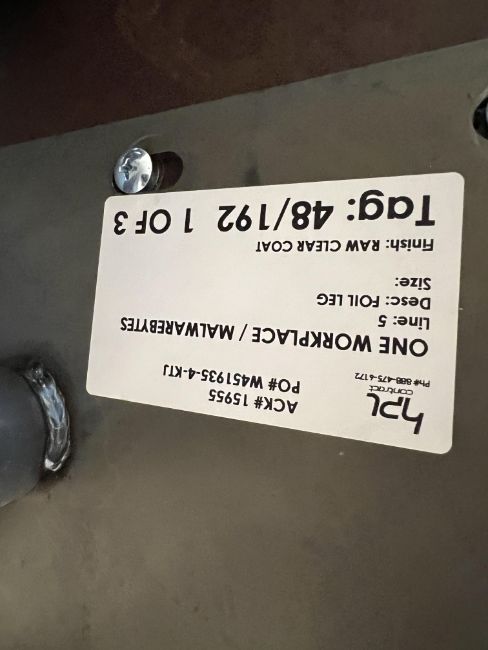 hpl
contract
Ph# 888-475-6172
ACK# 15955
PO# W451935-4-KTJ
ONE WORKPLACE / MALWAREBYTES
Line: 5
Desc: FOIL LEG
Size:
Finish: RAW CLEAR COAT
Tag: 48/192 1 OF 3